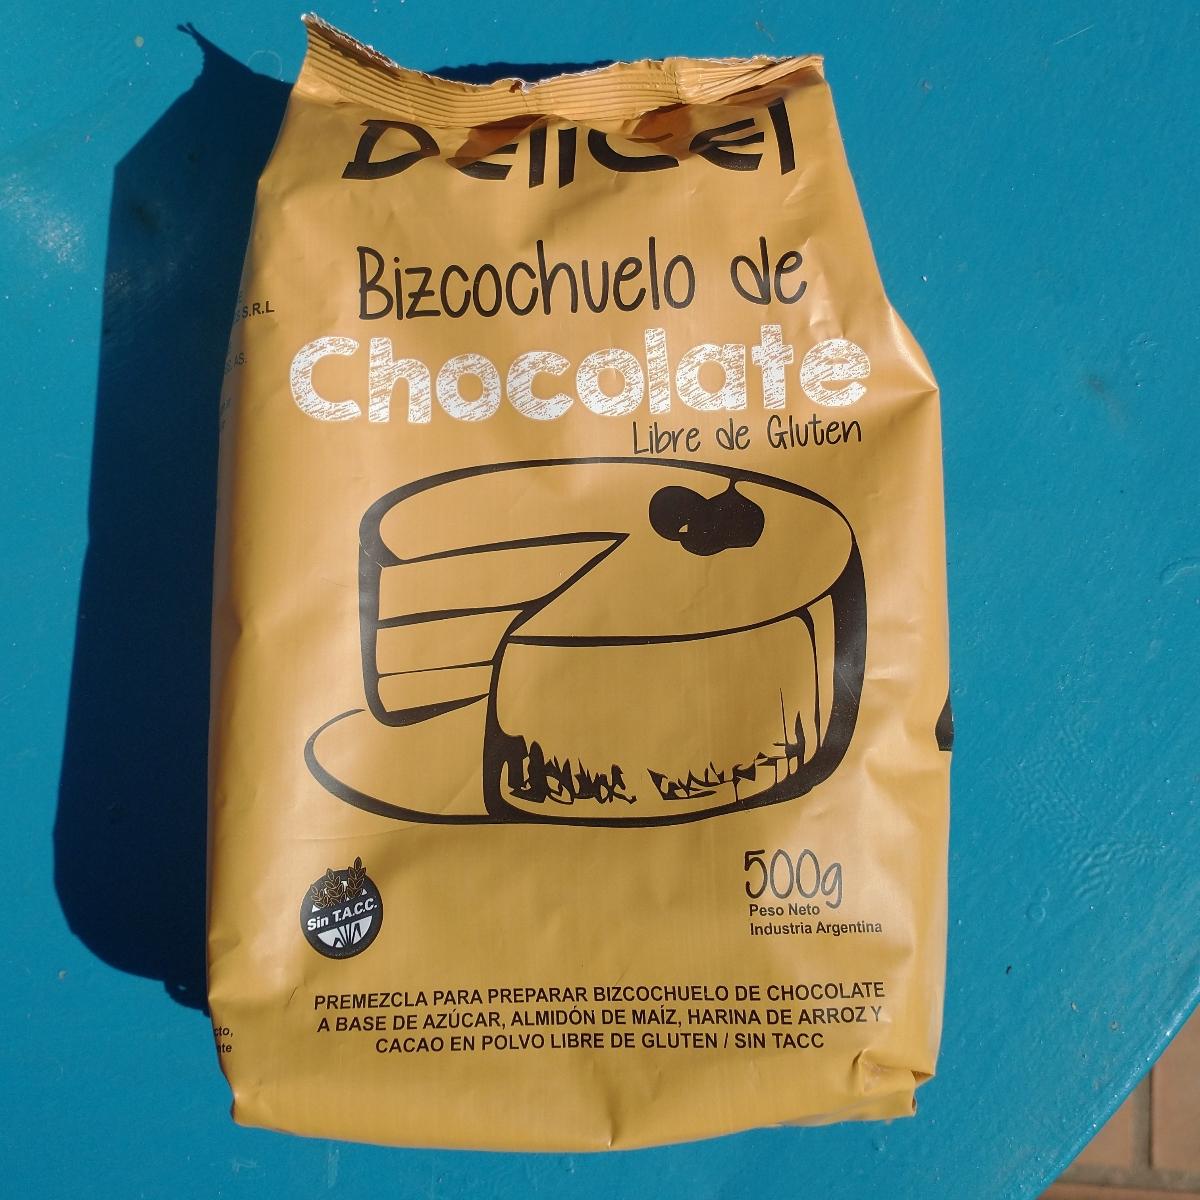 Delicel
Bizcochuelo de
Chocolate
Libre de Gluten
S.R.L
AS.
Sin T.A.C.C.
500g
Peso Neto
Industria Argentina
PREMEZCLA PARA PREPARAR BIZCOCHUELO DE CHOCOLATE
A BASE DE AZÚCAR, ALMIDÓN DE MAÍZ, HARINA DE ARROZ Y
CACAO EN POLVO LIBRE DE GLUTEN / SIN TACC